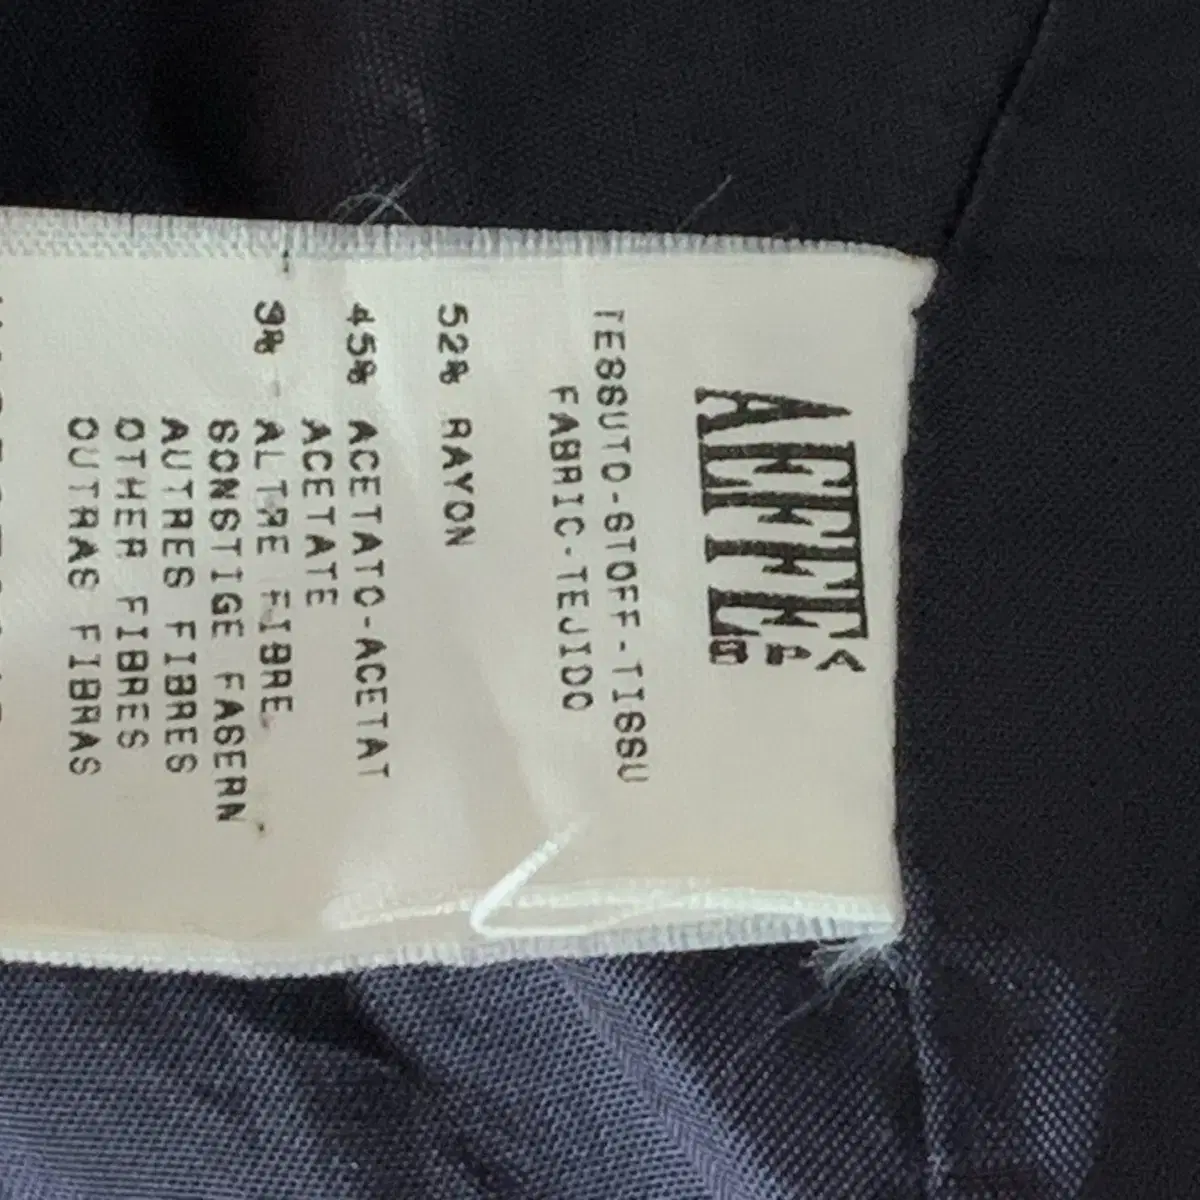 AEFFE
TESSUTO-STOFF-TISSU
FABRIC-TEJIDO
52% RAYON
45% ACETATO-ACETAT
ACETATE
3% ALTRE FIBRE
SONSTIGE FASERN
AUTRES FIBRES
OTHER FIBRES
OUTRAS FIBRAS